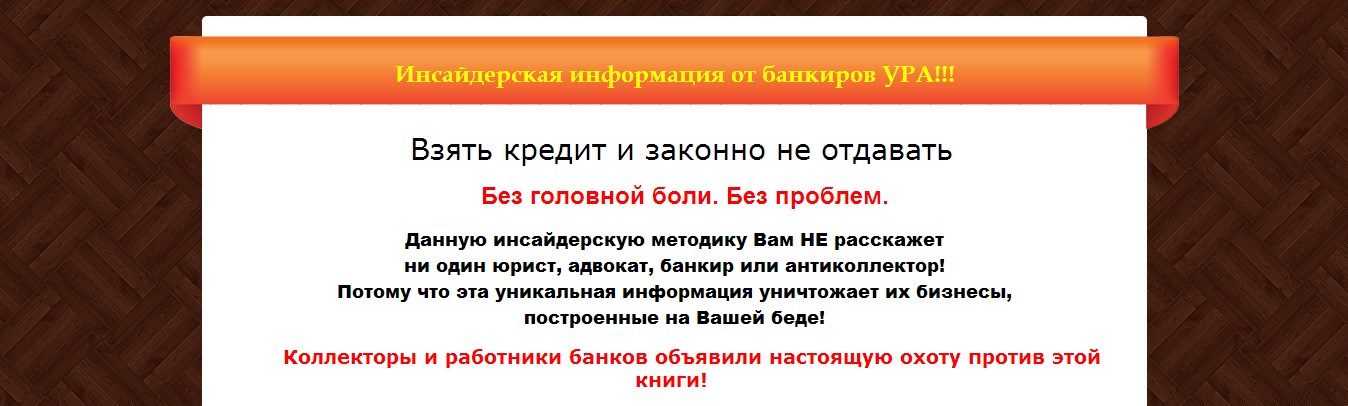 Инсайдерская информация от банкиров УРА!!!
Взять кредит и законно не отдавать
Без головной боли. Без проблем.
Данную инсайдерскую методику Вам НЕ расскажет
ни один юрист, адвокат, банкир или антиколлектор!
Потому что эта уникальная информация уничтожает их бизнесы,
построенные на Вашей беде!
Коллекторы и работники банков объявили настоящую охоту против этой
книги!